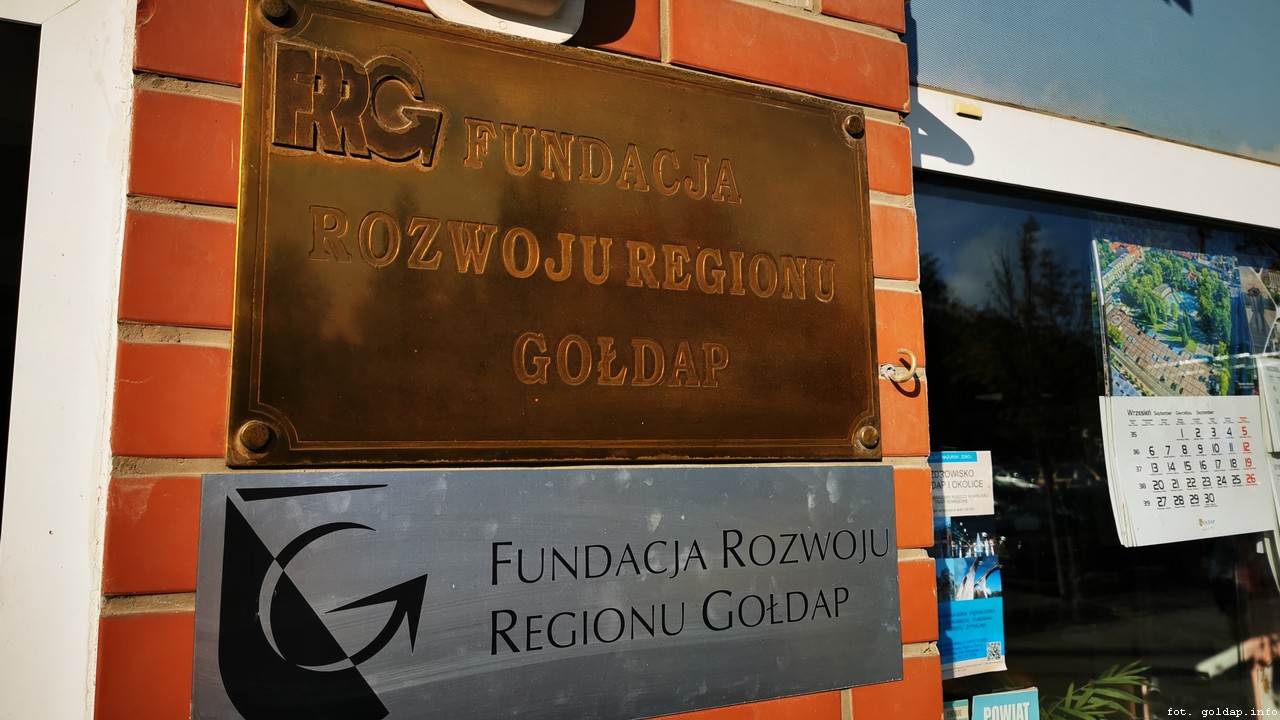 FRRG FUNDACJA
ROZWOJU REGIONU
GOŁDAP
FUNDACJA ROZWOJU
REGIONU GOŁDAP
Wrzesień September
1 2 3 4 5
6 7 8 9 10 11 12
13 14 15 16 17 18 19
20 21 22 23 24 25 26
27 28 29 30
POWIAT
fot. goldap.info